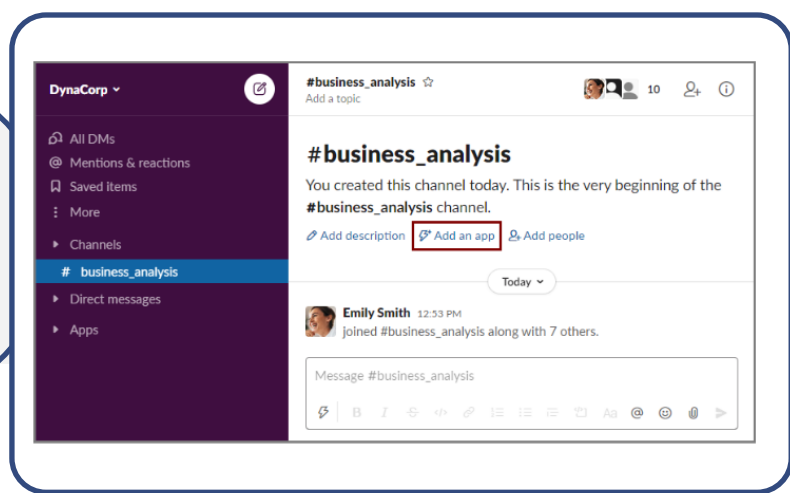 DynaCorp
All DMs
Mentions & reactions
Saved items
More
Channels
# business_analysis
Direct messages
Apps
#business_analysis
Add a topic
10
#business_analysis
You created this channel today. This is the very beginning of the
#business_analysis channel.
Add description Add an app Add people
Today
Emily Smith 12:53 PM
joined #business_analysis along with 7 others.
Message #business_analysis
B I S </> Aa @